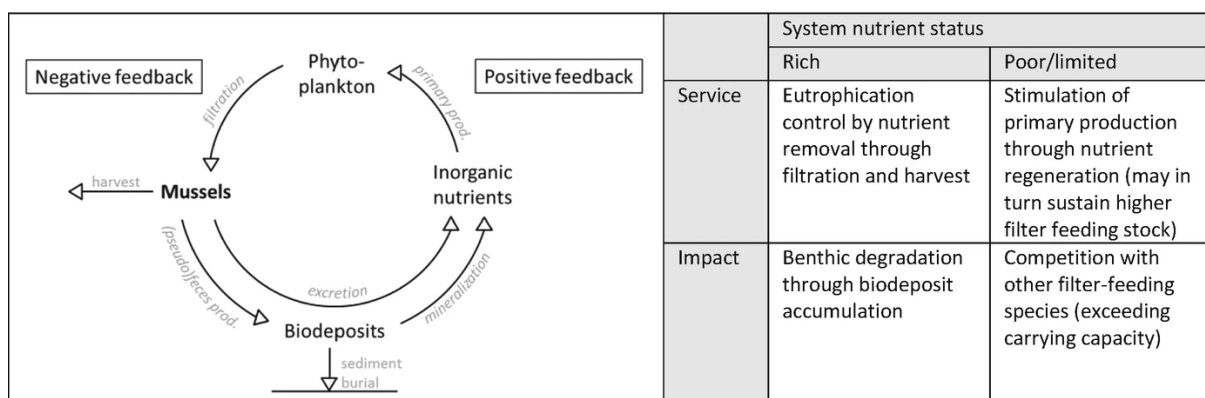 Negative feedback
Phyto-
plankton
Positive feedback
filtration
primary prod.
harvest
Mussels
Inorganic
nutrients
(pseudo)feces prod.
excretion
mineralization
Biodeposits
sediment
burial
System nutrient status
Rich
Poor/limited
Service
Eutrophication
control by nutrient
removal through
filtration and harvest
Stimulation of
primary production
through nutrient
regeneration (may in
turn sustain higher
filter feeding stock)
Impact
Benthic degradation
through biodeposit
accumulation
Competition with
other filter-feeding
species (exceeding
carrying capacity)